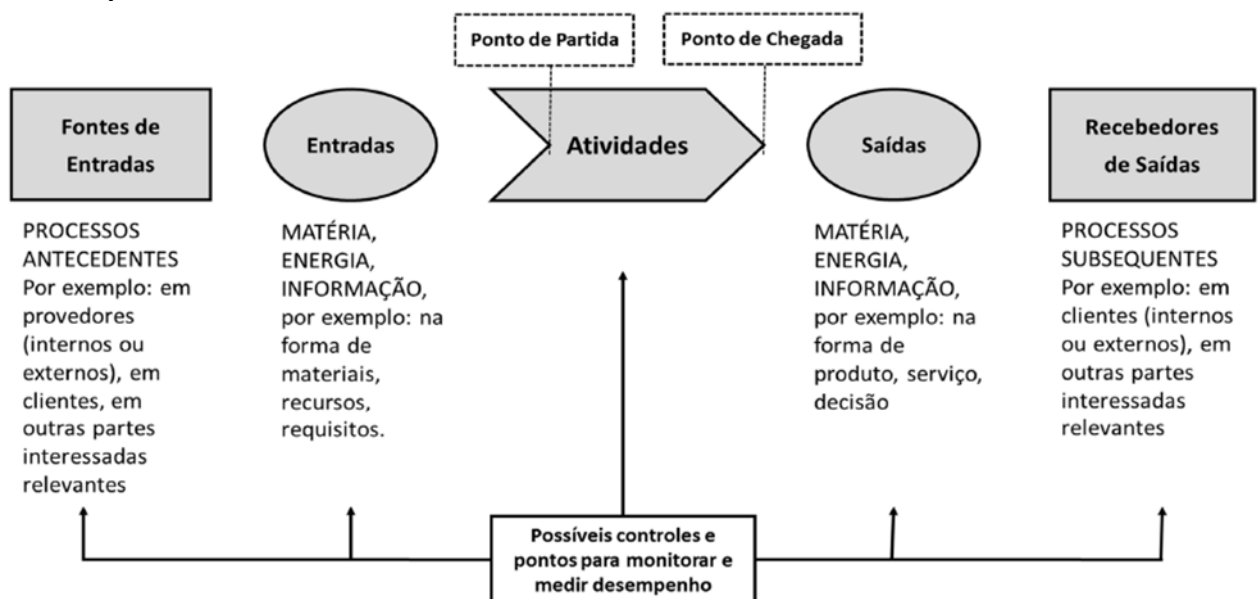 Ponto de Partida
Ponto de Chegada
Fontes de
Entradas
Entradas
Atividades
Saídas
Recebedores
de Saídas
PROCESSOS
ANTECEDENTES
Por exemplo: em
provedores
(internos ou
externos), em
clientes, em
outras partes
interessadas
relevantes
MATÉRIA,
ENERGIA,
INFORMAÇÃO,
por exemplo: na
forma de
materiais,
recursos,
requisitos.
MATÉRIA,
ENERGIA,
INFORMAÇÃO,
por exemplo: na
forma de
produto, serviço,
decisão
PROCESSOS
SUBSEQUENTES
Por exemplo: em
clientes (internos
ou externos), em
outras partes
interessadas
relevantes
Possíveis controles e
pontos para monitorar e
medir desempenho